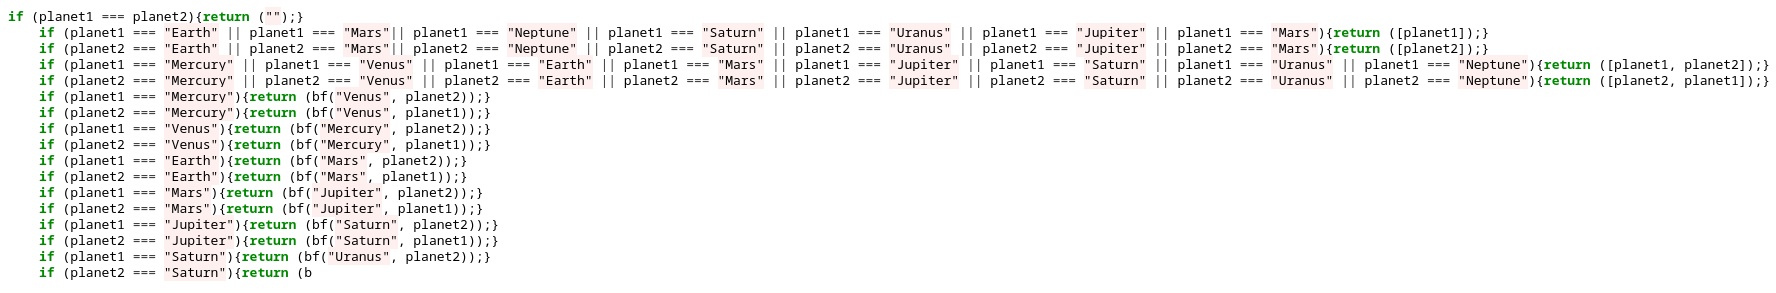 if (planet1 === planet2){return ("");}
    if (planet1 === "Earth" || planet1 === "Mars"|| planet1 === "Neptune" || planet1 === "Saturn" || planet1 === "Uranus" || planet1 === "Jupiter" || planet1 === "Mars"){return ([planet1]);}
    if (planet2 === "Earth" || planet2 === "Mars"|| planet2 === "Neptune" || planet2 === "Saturn" || planet2 === "Uranus" || planet2 === "Jupiter" || planet2 === "Mars"){return ([planet2]);}
    if (planet1 === "Mercury" || planet1 === "Venus" || planet1 === "Earth" || planet1 === "Mars" || planet1 === "Jupiter" || planet1 === "Saturn" || planet1 === "Uranus" || planet1 === "Neptune"){return ([planet1, planet2]);}
    if (planet2 === "Mercury" || planet2 === "Venus" || planet2 === "Earth" || planet2 === "Mars" || planet2 === "Jupiter" || planet2 === "Saturn" || planet2 === "Uranus" || planet2 === "Neptune"){return ([planet2, planet1]);}
    if (planet1 === "Mercury"){return (bf("Venus", planet2));}
    if (planet2 === "Mercury"){return (bf("Venus", planet1));}
    if (planet1 === "Venus"){return (bf("Mercury", planet2));}
    if (planet2 === "Venus"){return (bf("Mercury", planet1));}
    if (planet1 === "Earth"){return (bf("Mars", planet2));}
    if (planet2 === "Earth"){return (bf("Mars", planet1));}
    if (planet1 === "Mars"){return (bf("Jupiter", planet2));}
    if (planet2 === "Mars"){return (bf("Jupiter", planet1));}
    if (planet1 === "Jupiter"){return (bf("Saturn", planet2));}
    if (planet2 === "Jupiter"){return (bf("Saturn", planet1));}
    if (planet1 === "Saturn"){return (bf("Uranus", planet2));}
    if (planet2 === "Saturn"){return (b